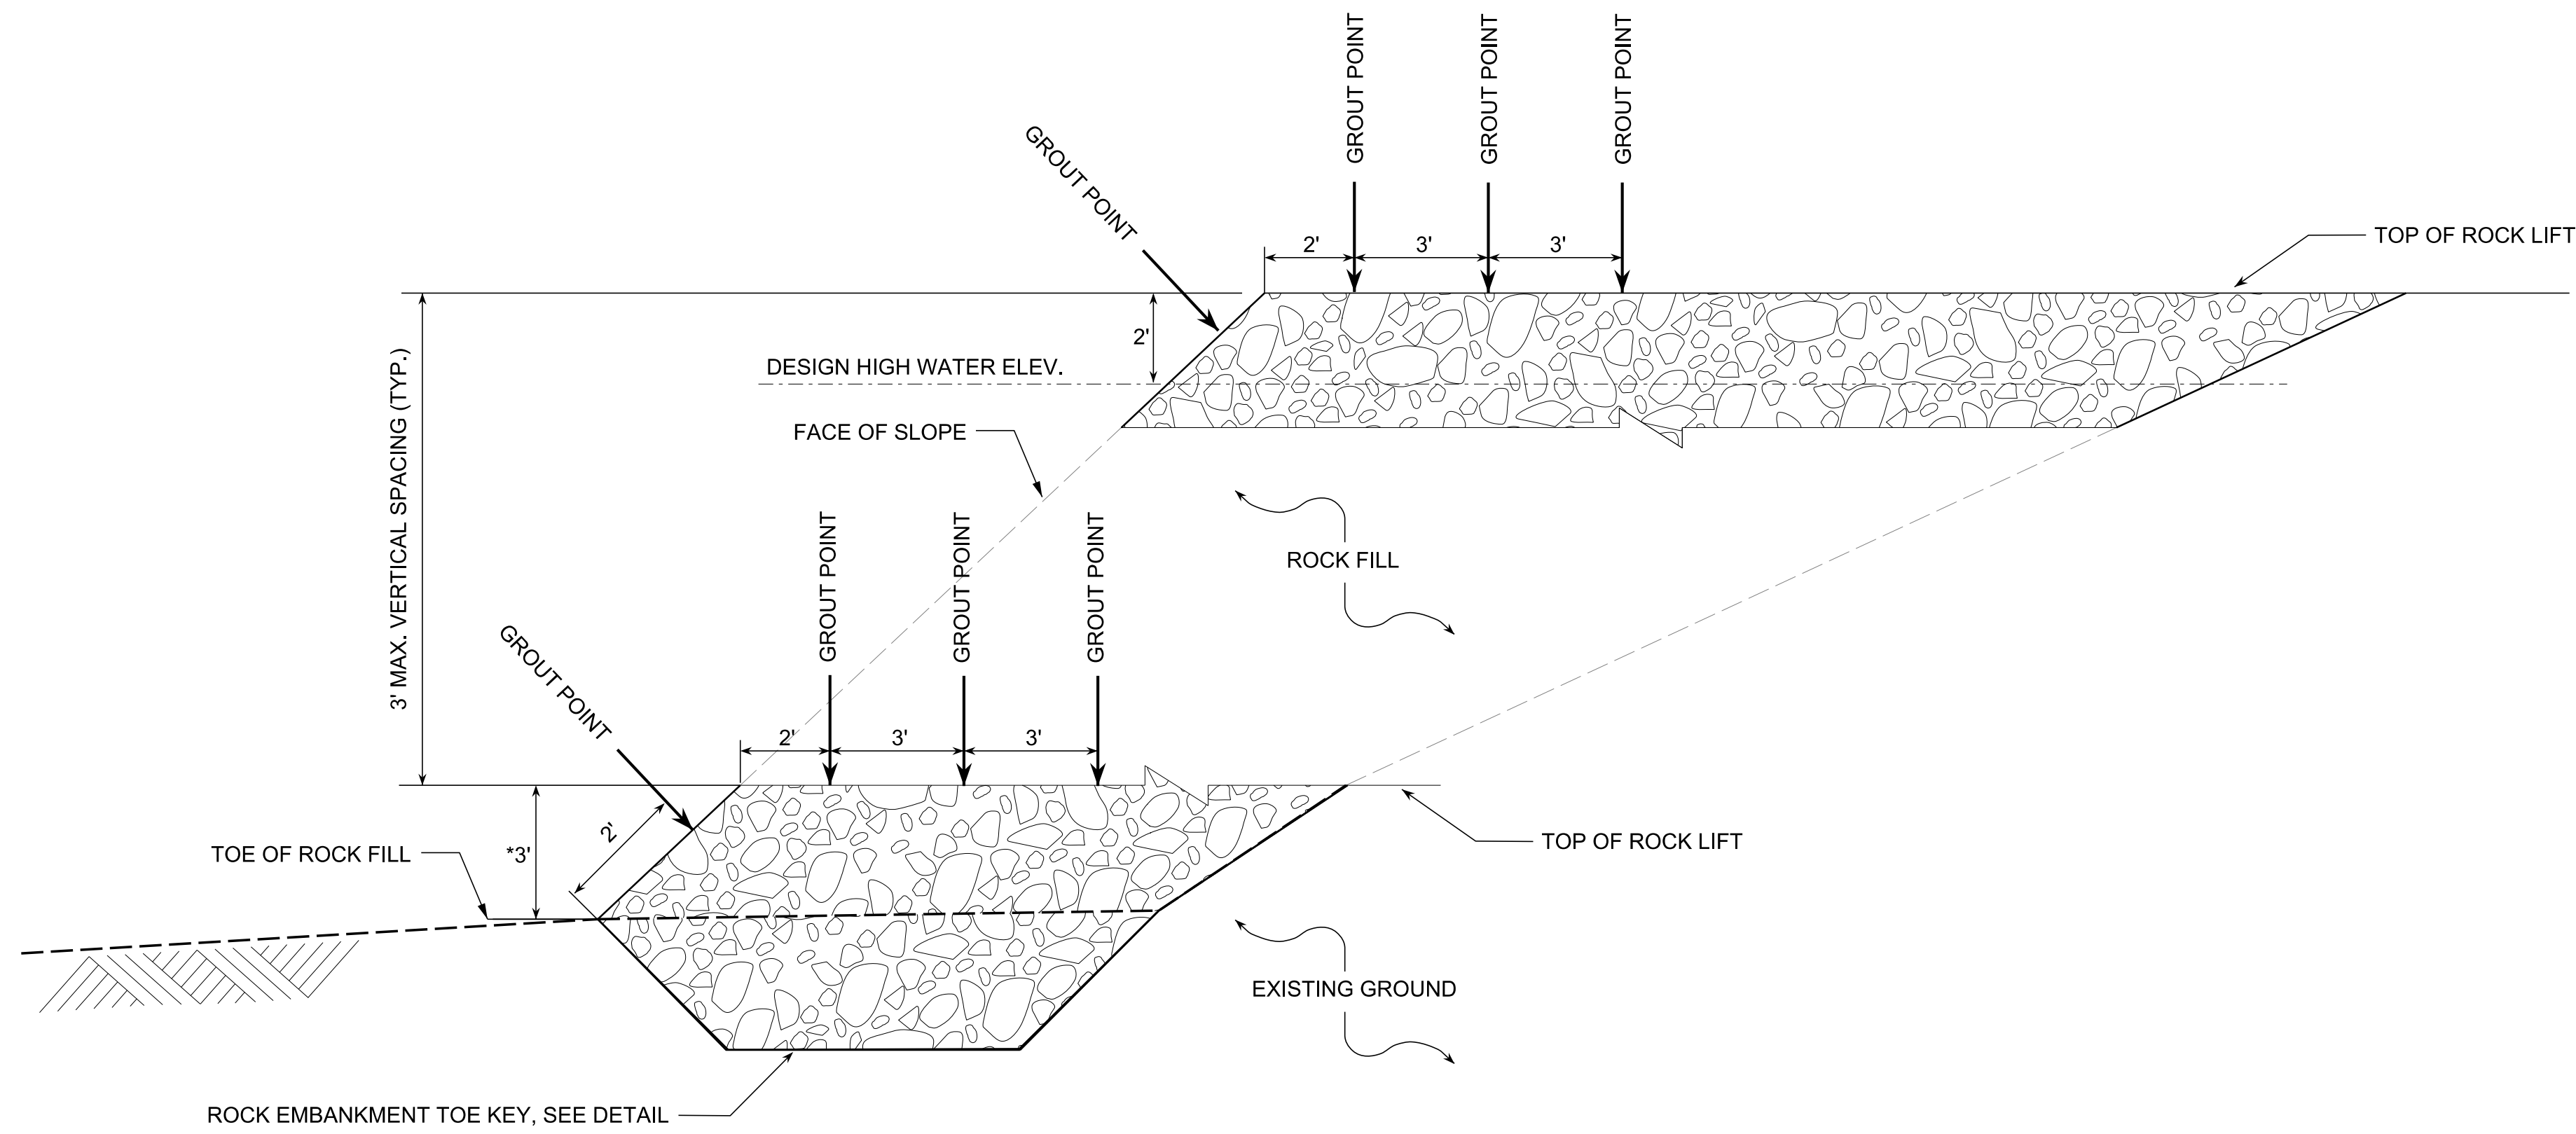 GROUT POINT
GROUT POINT
GROUT POINT
GROUT POINT
2'
3'
3'
TOP OF ROCK LIFT
2'
DESIGN HIGH WATER ELEV.
FACE OF SLOPE
3' MAX. VERTICAL SPACING (TYP.)
ROCK FILL
GROUT POINT
GROUT POINT
GROUT POINT
GROUT POINT
2'
3'
3'
2'
*3'
TOE OF ROCK FILL
TOP OF ROCK LIFT
EXISTING GROUND
ROCK EMBANKMENT TOE KEY, SEE DETAIL